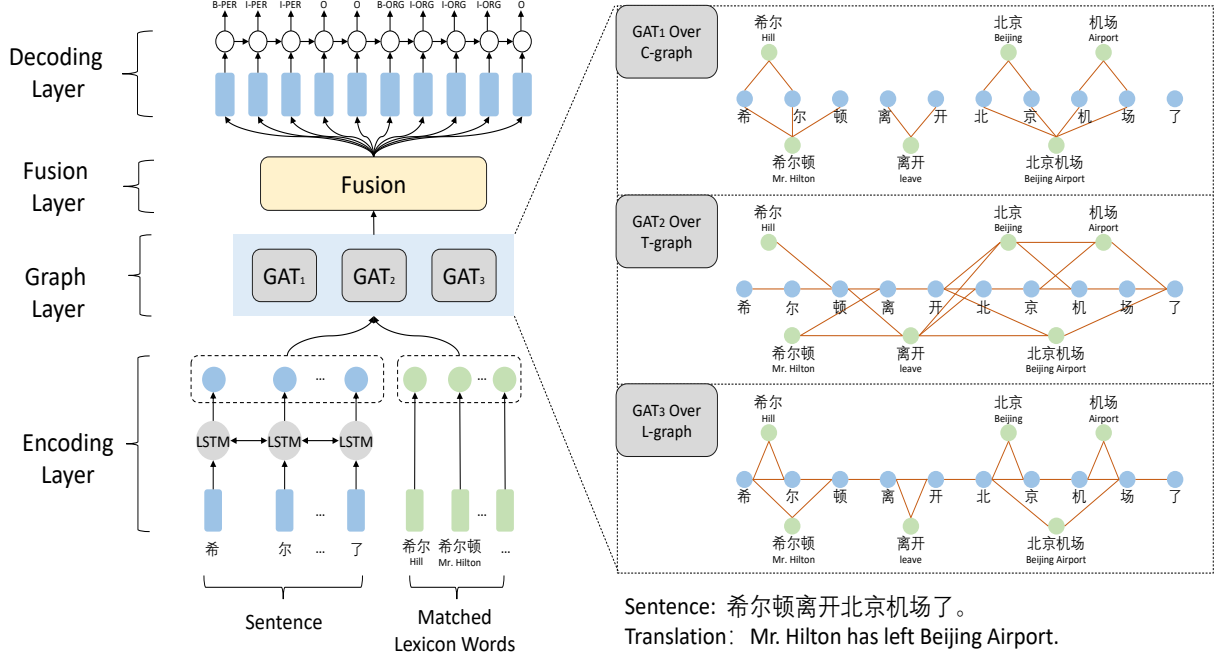 B-PER I-PER I-PER O O B-ORG I-ORG I-ORG I-ORG O
Decoding
Layer
Fusion
Layer
Fusion
Graph
Layer
GAT1 GAT2 GAT3
Encoding
Layer
... ...
LSTM LSTM LSTM
... ...
希 尔 ... 了 希尔 希尔顿 ...
Hill Mr. Hilton
Sentence
Matched
Lexicon Words
GAT1 Over
C-graph
希尔 北京 机场
Hill Beijing Airport
希 尔 顿 离 开 北 京 机 场 了
希尔顿 离开 北京机场
Mr. Hilton leave Beijing Airport
GAT2 Over
T-graph
希尔 北京 机场
Hill Beijing Airport
希 尔 顿 离 开 北 京 机 场 了
希尔顿 离开 北京机场
Mr. Hilton leave Beijing Airport
GAT3 Over
L-graph
希尔 北京 机场
Hill Beijing Airport
希 尔 顿 离 开 北 京 机 场 了
希尔顿 离开 北京机场
Mr. Hilton leave Beijing Airport
Sentence: 希尔顿离开北京机场了。
Translation: Mr. Hilton has left Beijing Airport.